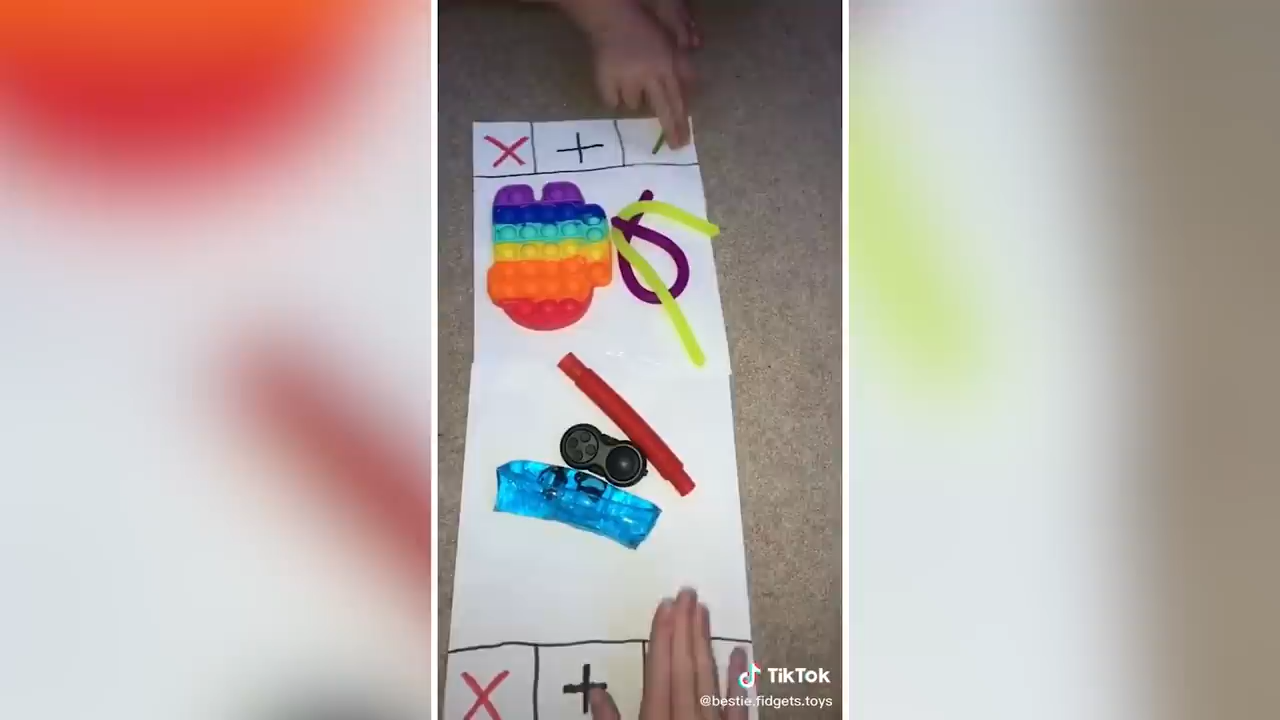 X +
X +
TikTok
@bestie.fidgets.toys